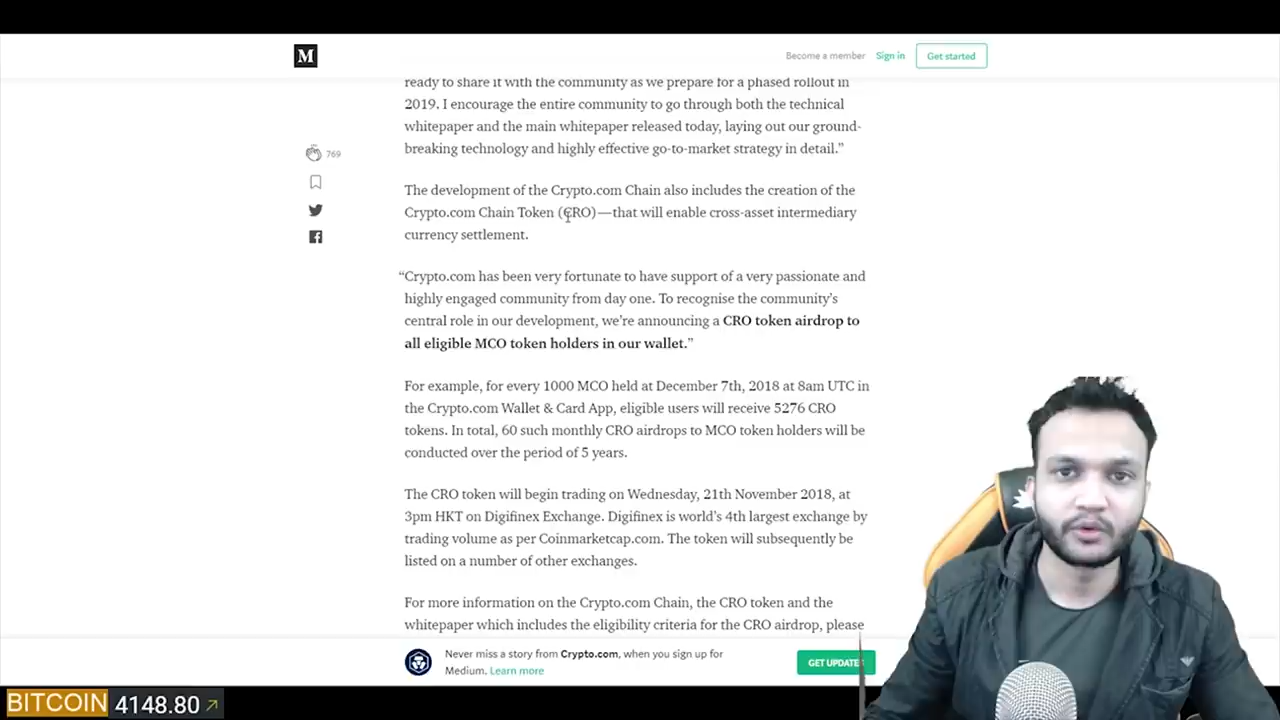 M
Become a member
Sign in
Get started
ready to share it with the community as we prepare for a phased rollout in
2019. I encourage the entire community to go through both the technical
whitepaper and the main whitepaper released today, laying out our ground-
breaking technology and highly effective go-to-market strategy in detail.”
769
The development of the Crypto.com Chain also includes the creation of the
Crypto.com Chain Token (CRO)—that will enable cross-asset intermediary
currency settlement.
“Crypto.com has been very fortunate to have support of a very passionate and
highly engaged community from day one. To recognise the community’s
central role in our development, we’re announcing a CRO token airdrop to
all eligible MCO token holders in our wallet.”
For example, for every 1000 MCO held at December 7th, 2018 at 8am UTC in
the Crypto.com Wallet & Card App, eligible users will receive 5276 CRO
tokens. In total, 60 such monthly CRO airdrops to MCO token holders will be
conducted over the period of 5 years.
The CRO token will begin trading on Wednesday, 21th November 2018, at
3pm HKT on Digifinex Exchange. Digifinex is world’s 4th largest exchange by
trading volume as per Coinmarketcap.com. The token will subsequently be
listed on a number of other exchanges.
For more information on the Crypto.com Chain, the CRO token and the
whitepaper which includes the eligibility criteria for the CRO airdrop, please
Never miss a story from Crypto.com, when you sign up for
Medium. Learn more
GET UPDATES
BITCOIN 4148.80